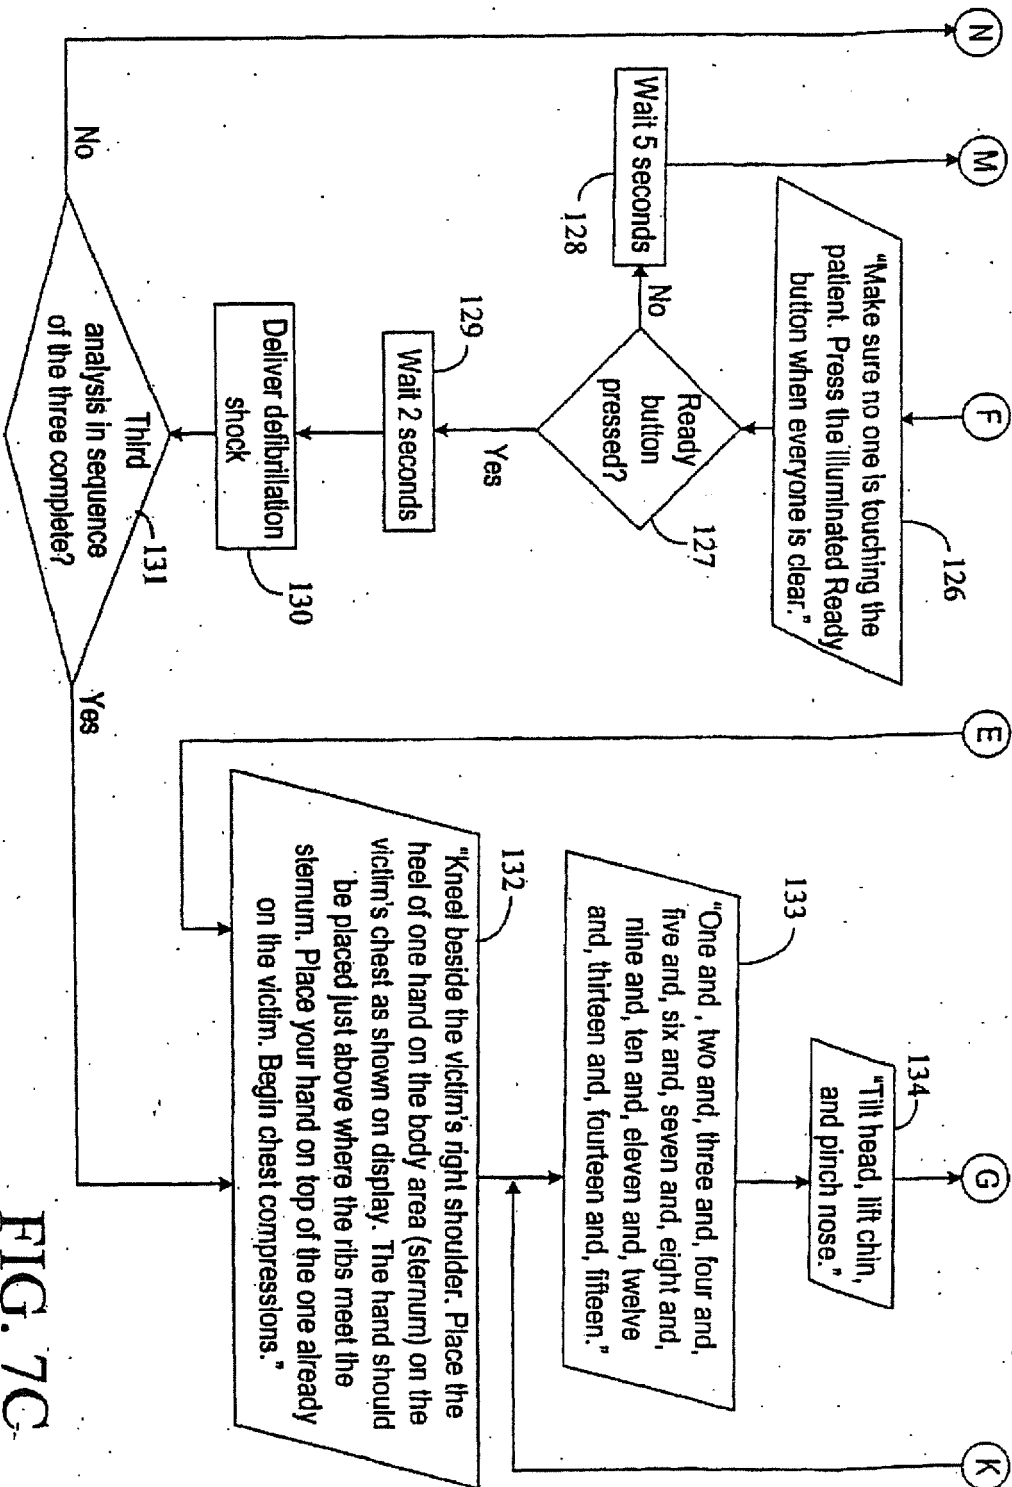 N
M
F
E
G
K
"Make sure no one is touching the
patient. Press the illuminated Ready
button when everyone is clear."
126
Ready
button
pressed?
127
No
Wait 5 seconds
128
Yes
Wait 2 seconds
129
Deliver defibrillation
shock
130
Third
analysis in sequence
of the three complete?
131
No
Yes
132
"Kneel beside the victim's right shoulder. Place the
heel of one hand on the body area (sternum) on the
victim's chest as shown on display. The hand should
be placed just above where the ribs meet the
sternum. Place your hand on top of the one already
on the victim. Begin chest compressions."
133
"One and , two and, three and, four and,
five and, six and, seven and, eight and,
nine and, ten and, eleven and, twelve
and, thirteen and, fourteen and, fifteen."
134
"Tilt head, lift chin,
and pinch nose."
FIG. 7C